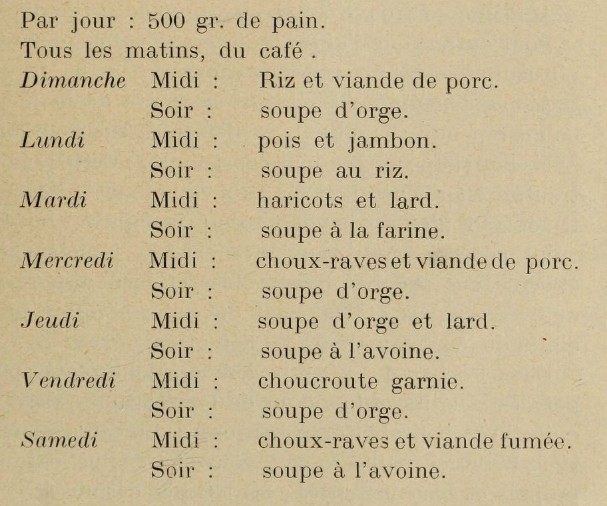 Par jour : 500 gr. de pain.
Tous les matins, du café .
Dimanche Midi : Riz et viande de porc.
Soir : soupe d'orge.
Lundi Midi : pois et jambon.
Soir : soupe au riz.
Mardi Midi : haricots et lard.
Soir : soupe à la farine.
Mercredi Midi : choux-raves et viande de porc.
Soir : soupe d'orge.
Jeudi Midi : soupe d'orge et lard.
Soir : soupe à l'avoine.
Vendredi Midi : choucroute garnie.
Soir : soupe d'orge.
Samedi Midi : choux-raves et viande fumée.
Soir : soupe à l'avoine.